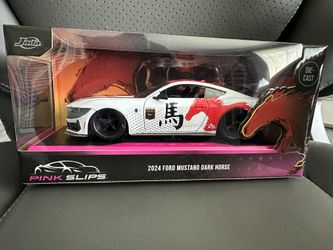 Jada
DIE-
CAST
馬
PINK SLIPS
2024 FORD MUSTANG DARK HORSE